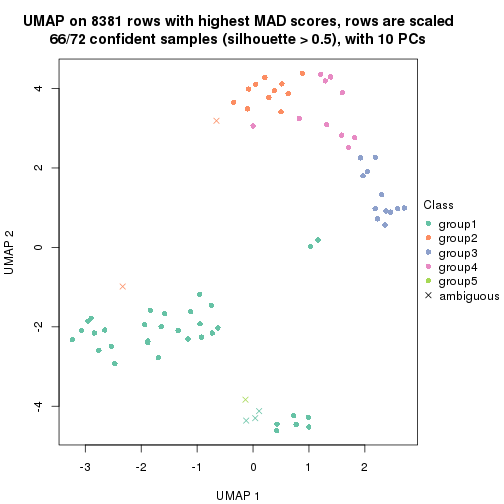 UMAP on 8381 rows with highest MAD scores, rows are scaled
66/72 confident samples (silhouette > 0.5), with 10 PCs
4
2
0
-2
-4
UMAP 2
-3
-2
-1
0
1
2
UMAP 1
Class
group1
group2
group3
group4
group5
ambiguous